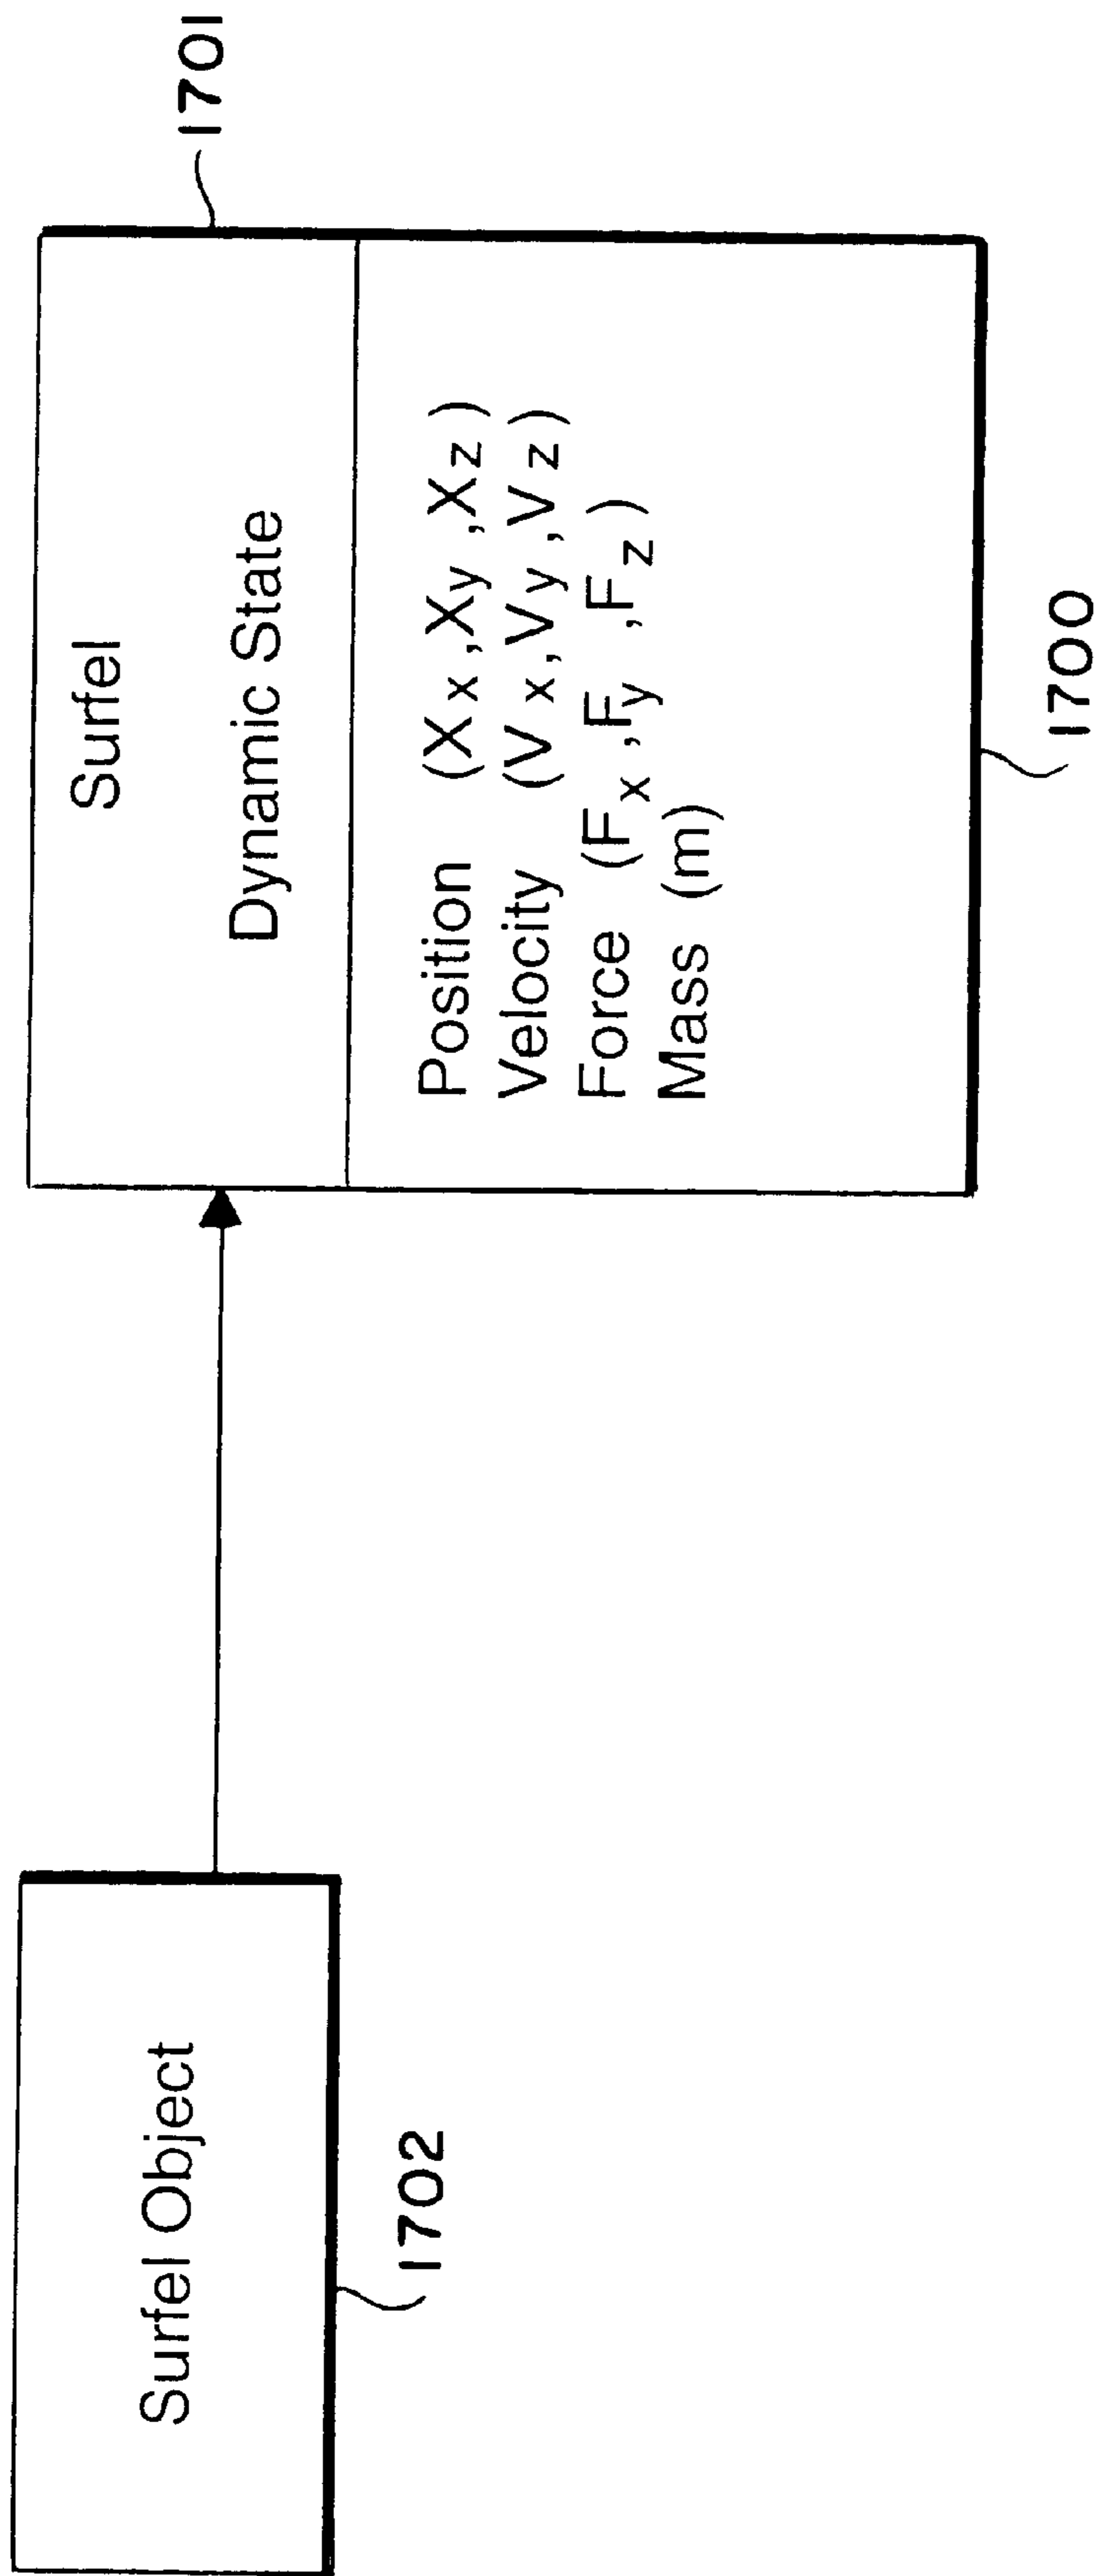 Surfel Object
1702
Surfel
Dynamic State
1701
Position (Xx,Xy,Xz)
Velocity (Vx,Vy,Vz)
Force (Fx,Fy,Fz)
Mass (m)
1700